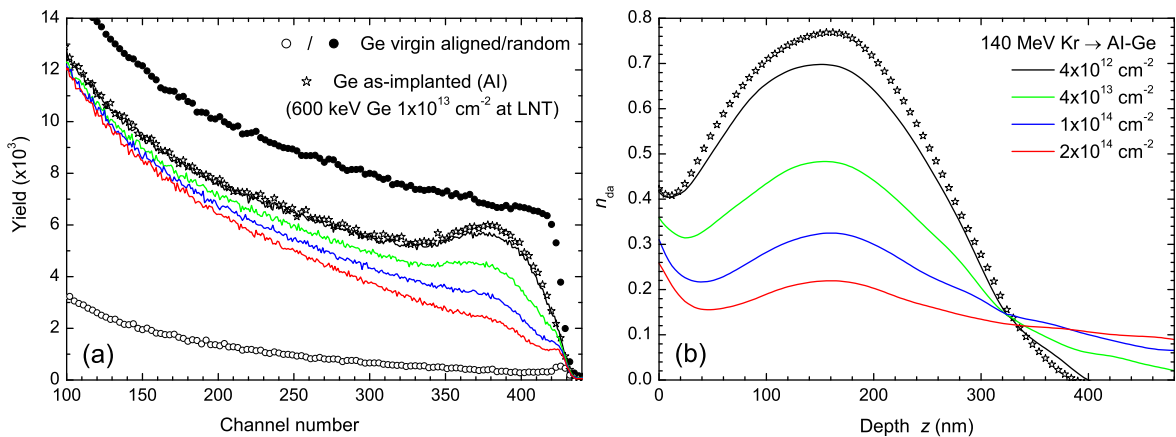 14
12
10
8
6
4
2
0
Yield (x10³)
○ / ● Ge virgin aligned/random
☆ Ge as-implanted (AI)
(600 keV Ge 1x10¹³ cm⁻² at LNT)
(a)
100 150 200 250 300 350 400
Channel number
0.8
0.7
0.6
0.5
0.4
0.3
0.2
0.1
0.0
n_da
140 MeV Kr → AI-Ge
4x10¹² cm⁻²
4x10¹³ cm⁻²
1x10¹⁴ cm⁻²
2x10¹⁴ cm⁻²
(b)
0 100 200 300 400
Depth z (nm)